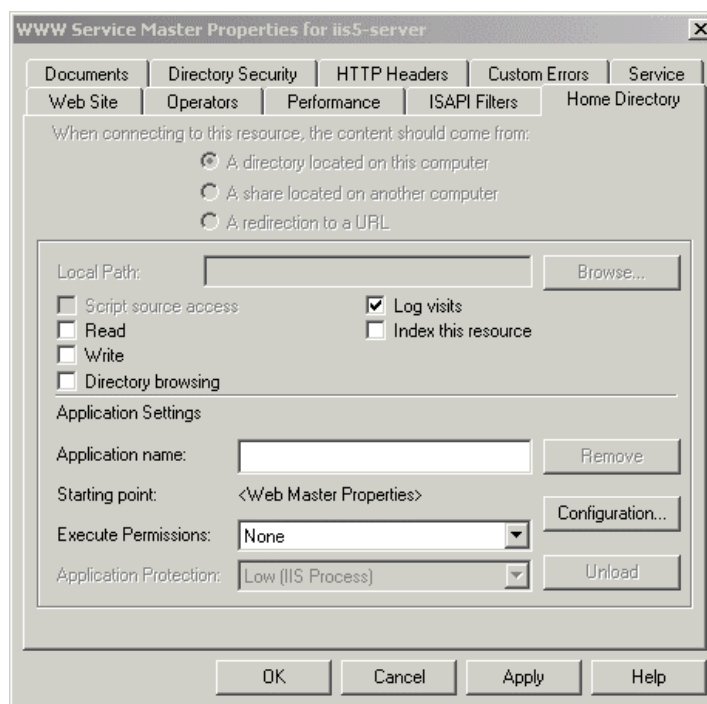 WWW Service Master Properties for iis5-server
Documents Directory Security HTTP Headers Custom Errors Service
Web Site Operators Performance ISAPI Filters Home Directory
When connecting to this resource, the content should come from:
A directory located on this computer
A share located on another computer
A redirection to a URL
Local Path: Browse...
Script source access Log visits
Read Index this resource
Write
Directory browsing
Application Settings
Application name: Remove
Starting point: <Web Master Properties>
Configuration...
Execute Permissions: None
Application Protection: Low (IIS Process) Unload
OK Cancel Apply Help